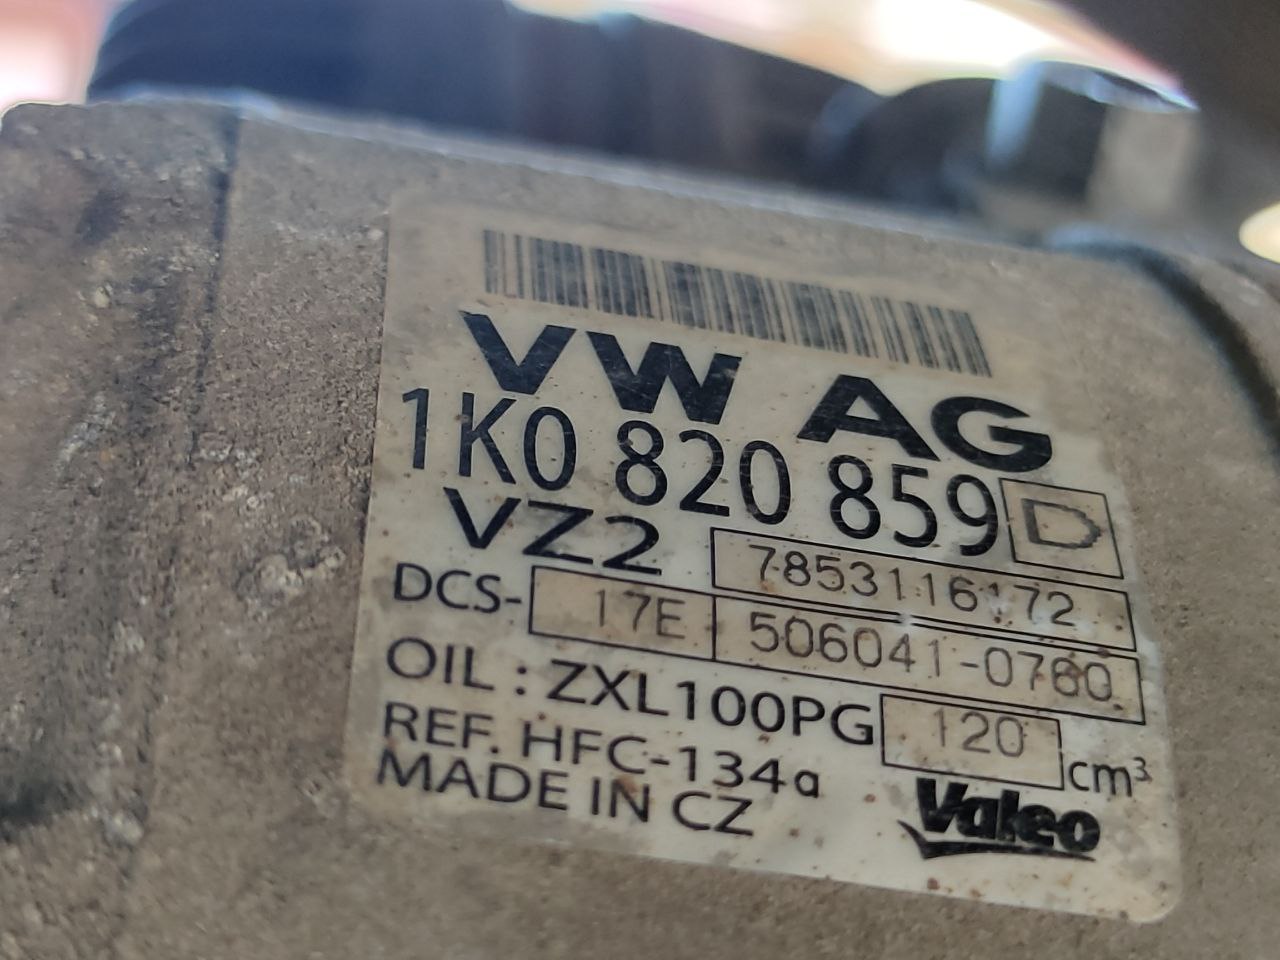 VW AG
1K0 820 859 D
VZ2 7853116172
DCS- 17E 506041-0760
OIL : ZXL100PG 120 cm³
REF. HFC-134a
MADE IN CZ
Valeo